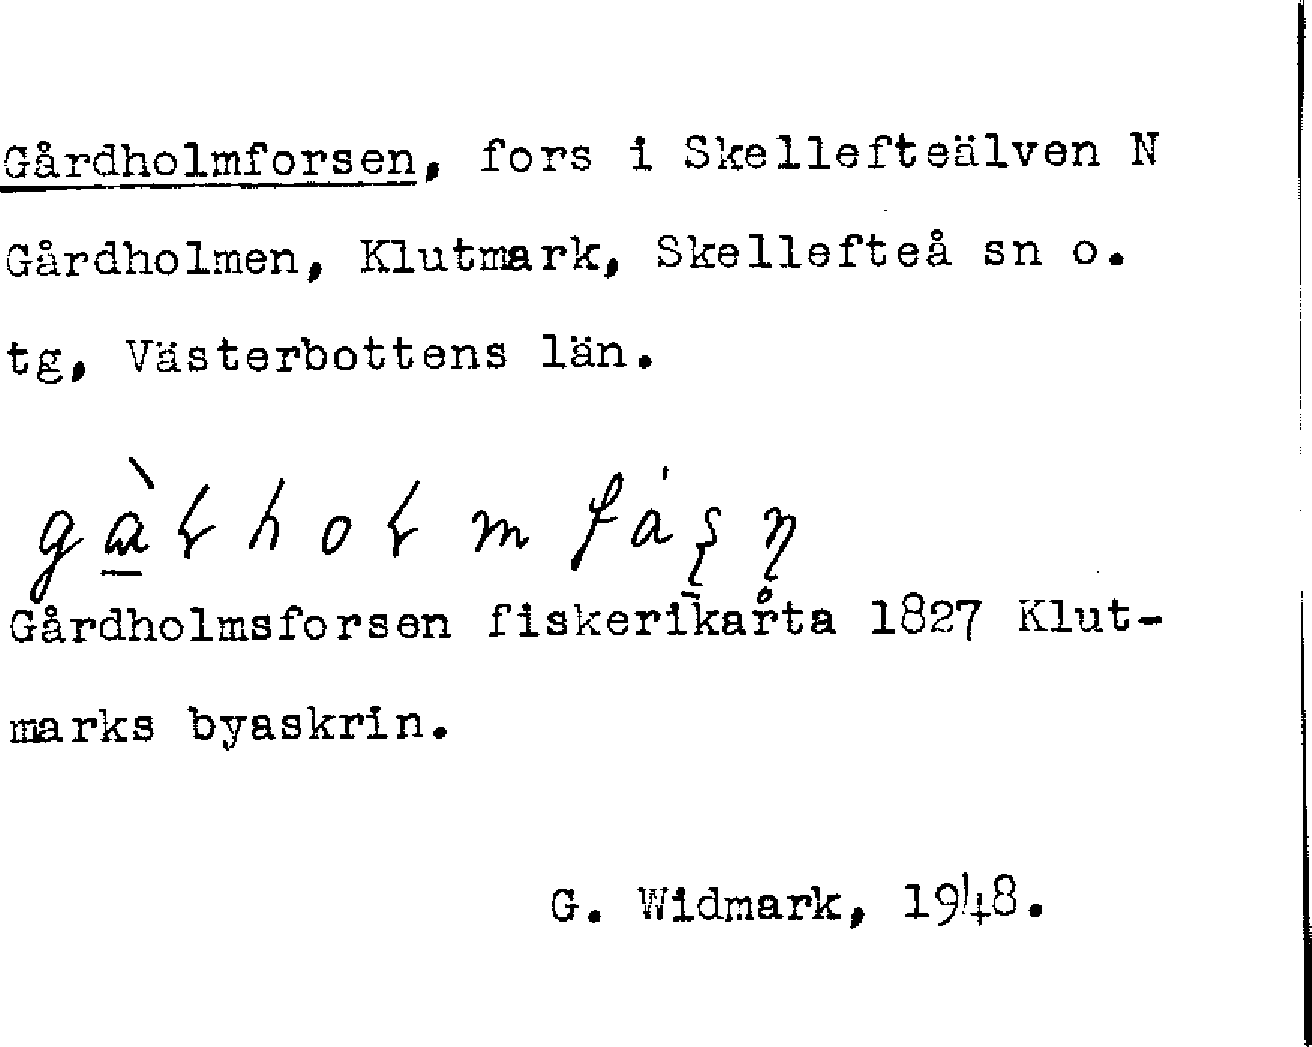 Gårdholmforsen, fors i Skellefteälven N
Gårdholmen, Klutmark, Skellefteå sn o.
tg, Västerbottens län.
Gårdholmsforsen fiskerikarta 1827 Klut-
marks byaskrin.
G. Widmark, 1948.